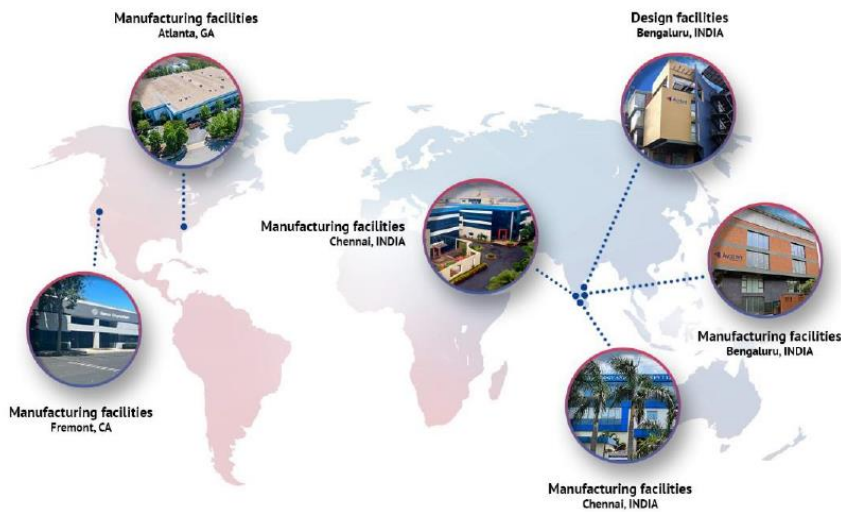 Manufacturing facilities
Atlanta, GA
Design facilities
Bengaluru, INDIA
Manufacturing facilities
Chennai, INDIA
Manufacturing facilities
Bengaluru, INDIA
Manufacturing facilities
Fremont, CA
Manufacturing facilities
Chennai, INDIA